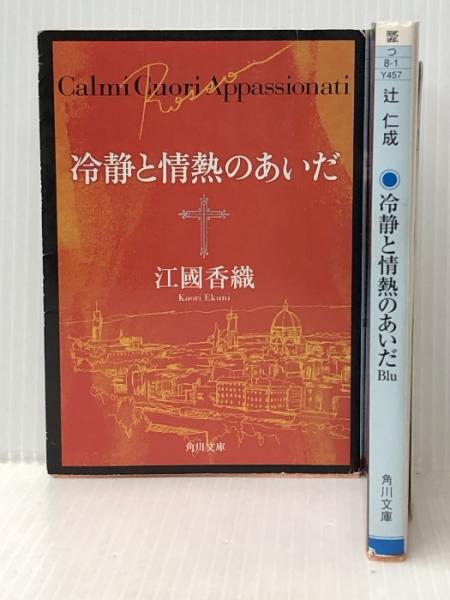 Calmi Cuori Appassionati
Rosso
冷静と情熱のあいだ
江國香織
Kaori Ekuni
角川文庫
つ
8-1
Y457
辻 仁成
冷静と情熱のあいだ
Blu
角川文庫